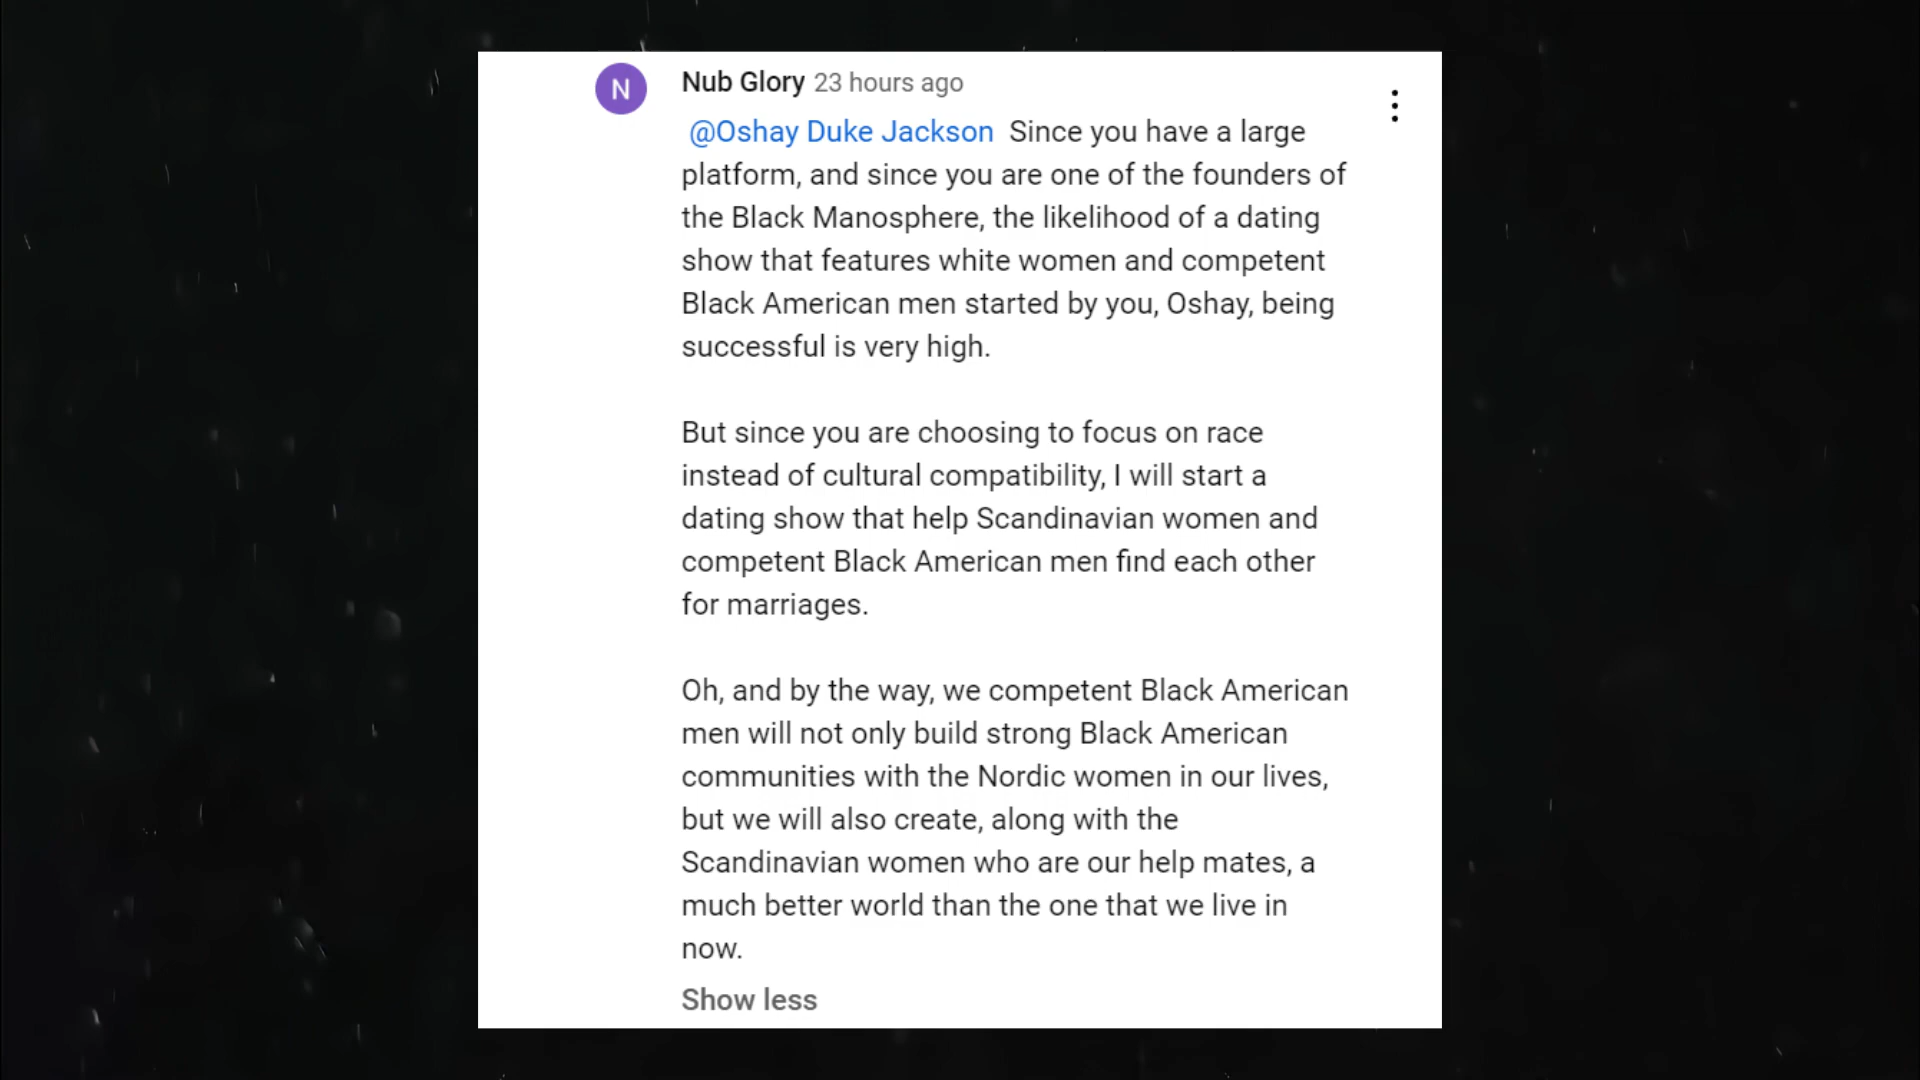 N
Nub Glory 23 hours ago
@Oshay Duke Jackson Since you have a large
platform, and since you are one of the founders of
the Black Manosphere, the likelihood of a dating
show that features white women and competent
Black American men started by you, Oshay, being
successful is very high.
But since you are choosing to focus on race
instead of cultural compatibility, I will start a
dating show that help Scandinavian women and
competent Black American men find each other
for marriages.
Oh, and by the way, we competent Black American
men will not only build strong Black American
communities with the Nordic women in our lives,
but we will also create, along with the
Scandinavian women who are our help mates, a
much better world than the one that we live in
now.
Show less